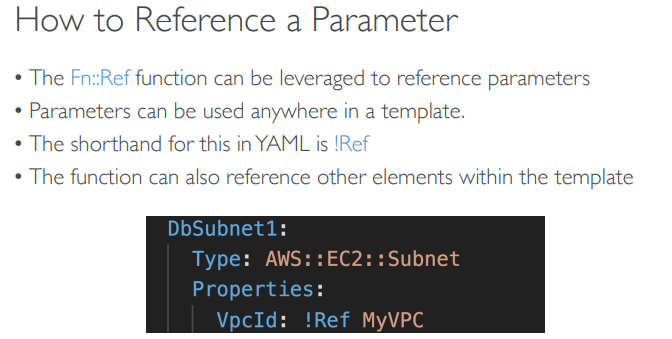 How to Reference a Parameter
• The Fn::Ref function can be leveraged to reference parameters
• Parameters can be used anywhere in a template.
• The shorthand for this in YAML is !Ref
• The function can also reference other elements within the template
DbSubnet1:
  Type: AWS::EC2::Subnet
  Properties:
    VpcId: !Ref MyVPC